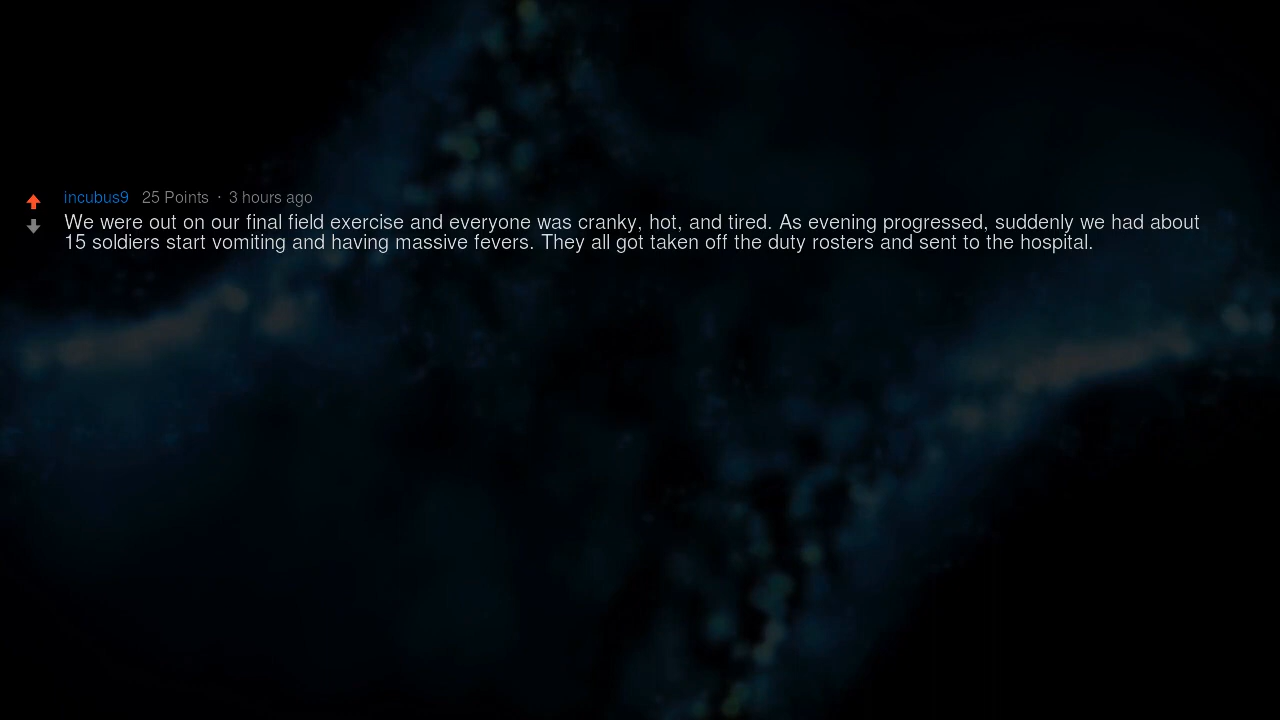 incubus9 25 Points · 3 hours ago
We were out on our final field exercise and everyone was cranky, hot, and tired. As evening progressed, suddenly we had about
15 soldiers start vomiting and having massive fevers. They all got taken off the duty rosters and sent to the hospital.